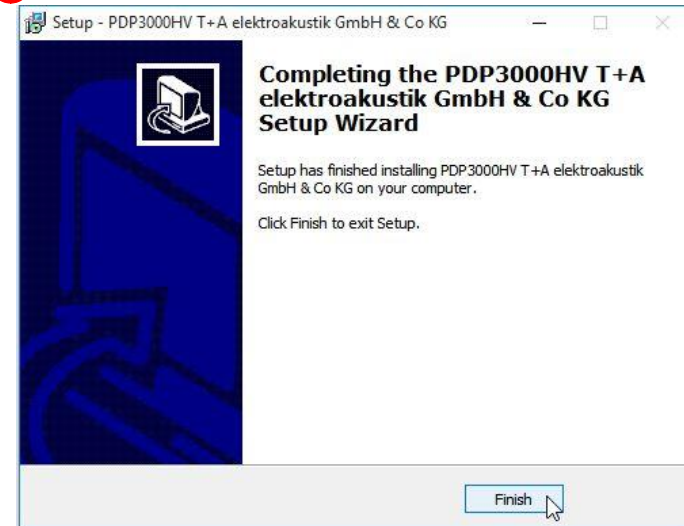 Setup - PDP3000HV T+A elektroakustik GmbH & Co KG
Completing the PDP3000HV T+A
elektroakustik GmbH & Co KG
Setup Wizard
Setup has finished installing PDP3000HV T+A elektroakustik
GmbH & Co KG on your computer.
Click Finish to exit Setup.
Finish